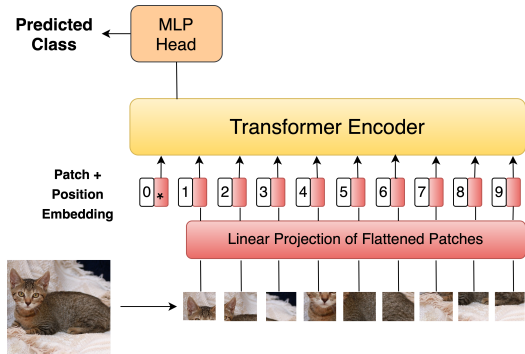 Predicted
Class
MLP
Head
Transformer Encoder
Patch +
Position
Embedding
0 * 1 2 3 4 5 6 7 8 9
Linear Projection of Flattened Patches